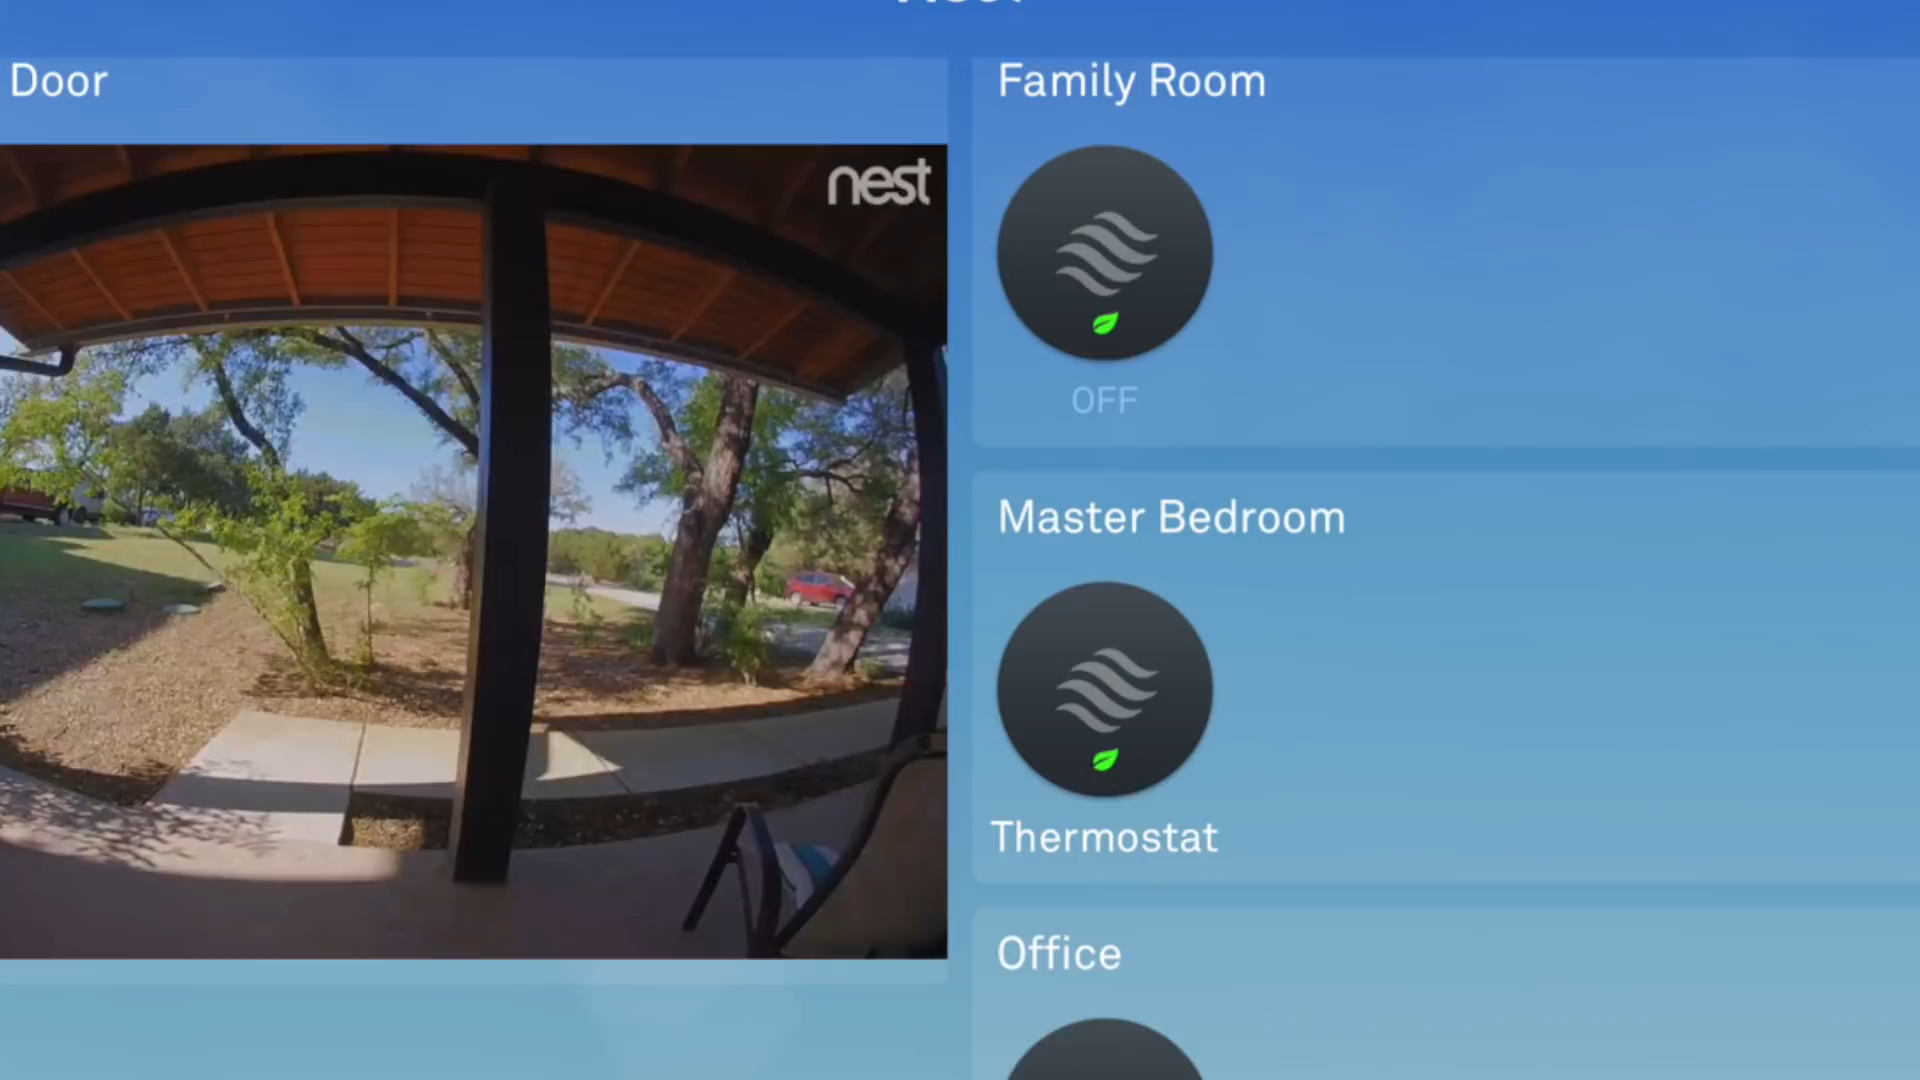 Door
nest
Family Room
OFF
Master Bedroom
Thermostat
Office